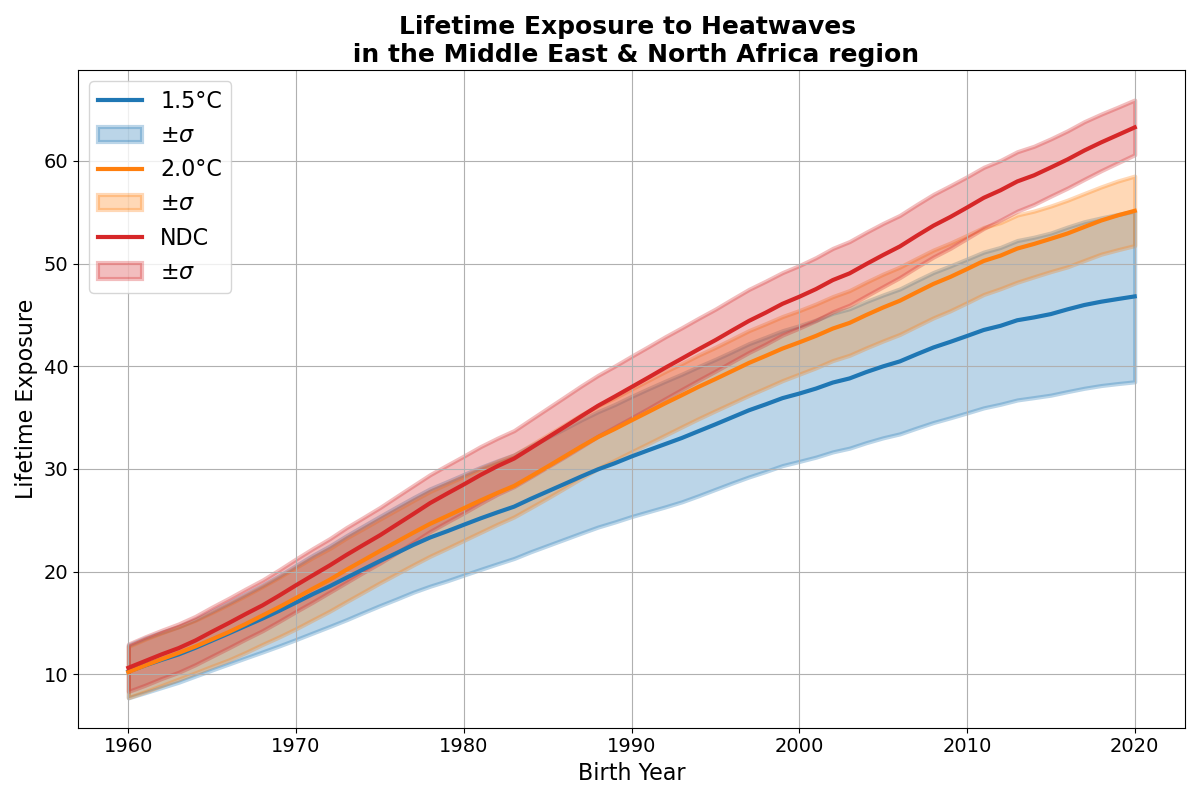 Lifetime Exposure to Heatwaves
in the Middle East & North Africa region
1.5°C
±σ
2.0°C
±σ
NDC
±σ
Lifetime Exposure
60
50
40
30
20
10
1960 1970 1980 1990 2000 2010 2020
Birth Year